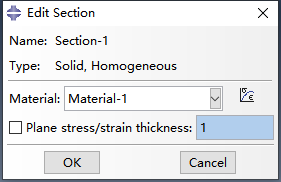 Edit Section
Name: Section-1
Type: Solid, Homogeneous
Material: Material-1
Plane stress/strain thickness: 1
OK Cancel